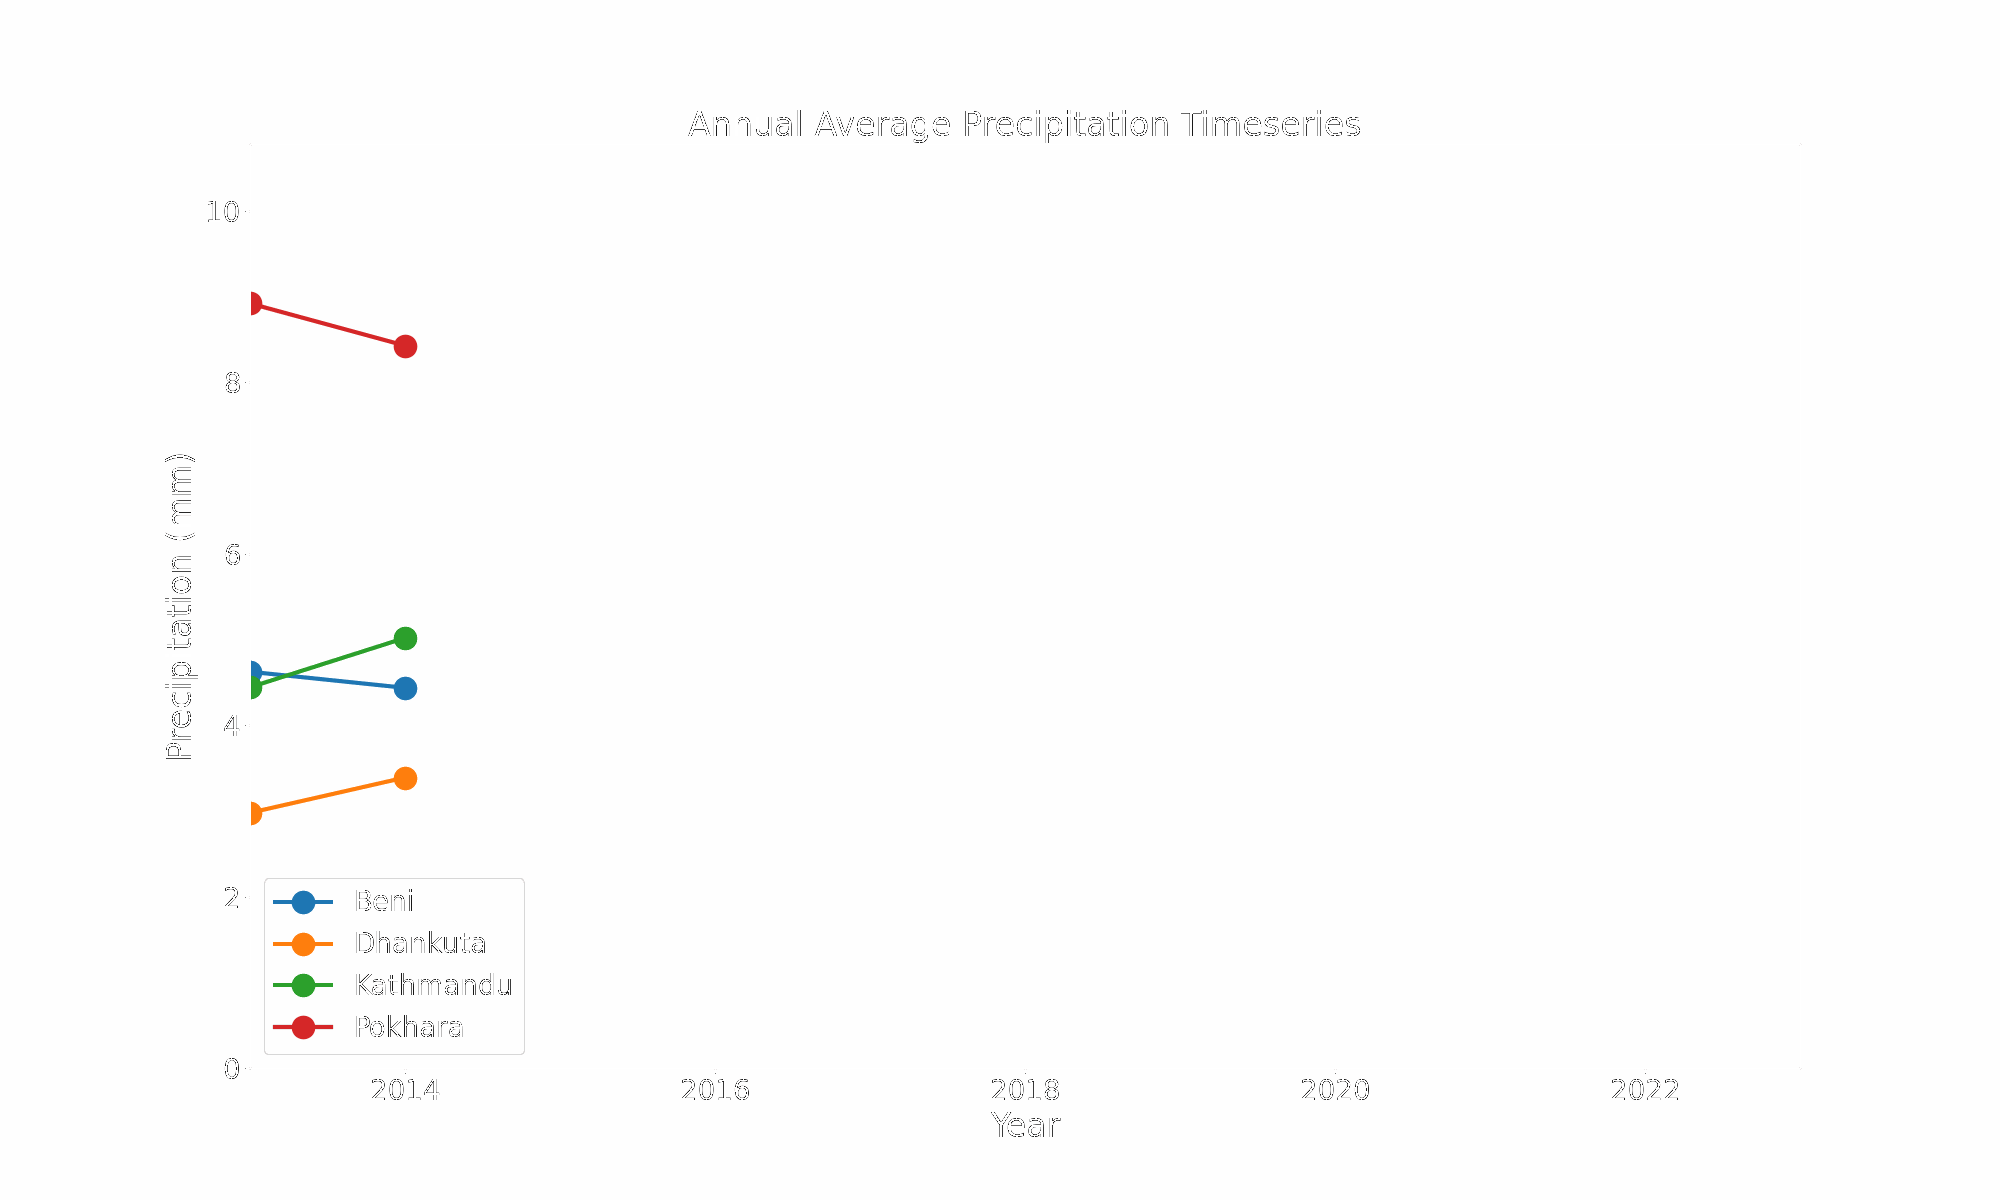 Annual Average Precipitation Timeseries
10
8
6
4
2
0
Precipitation (mm)
Beni
Dhankuta
Kathmandu
Pokhara
2014 2016 2018 2020 2022
Year